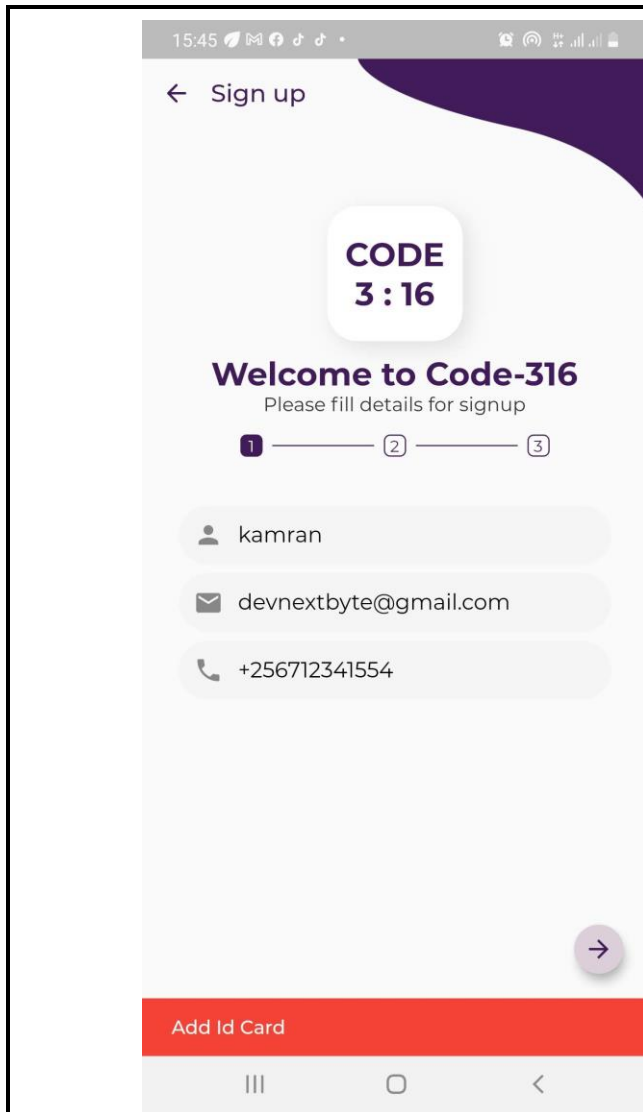 15:45
Sign up
CODE
3 : 16
Welcome to Code-316
Please fill details for signup
1
2
3
kamran
devnextbyte@gmail.com
+256712341554
Add Id Card